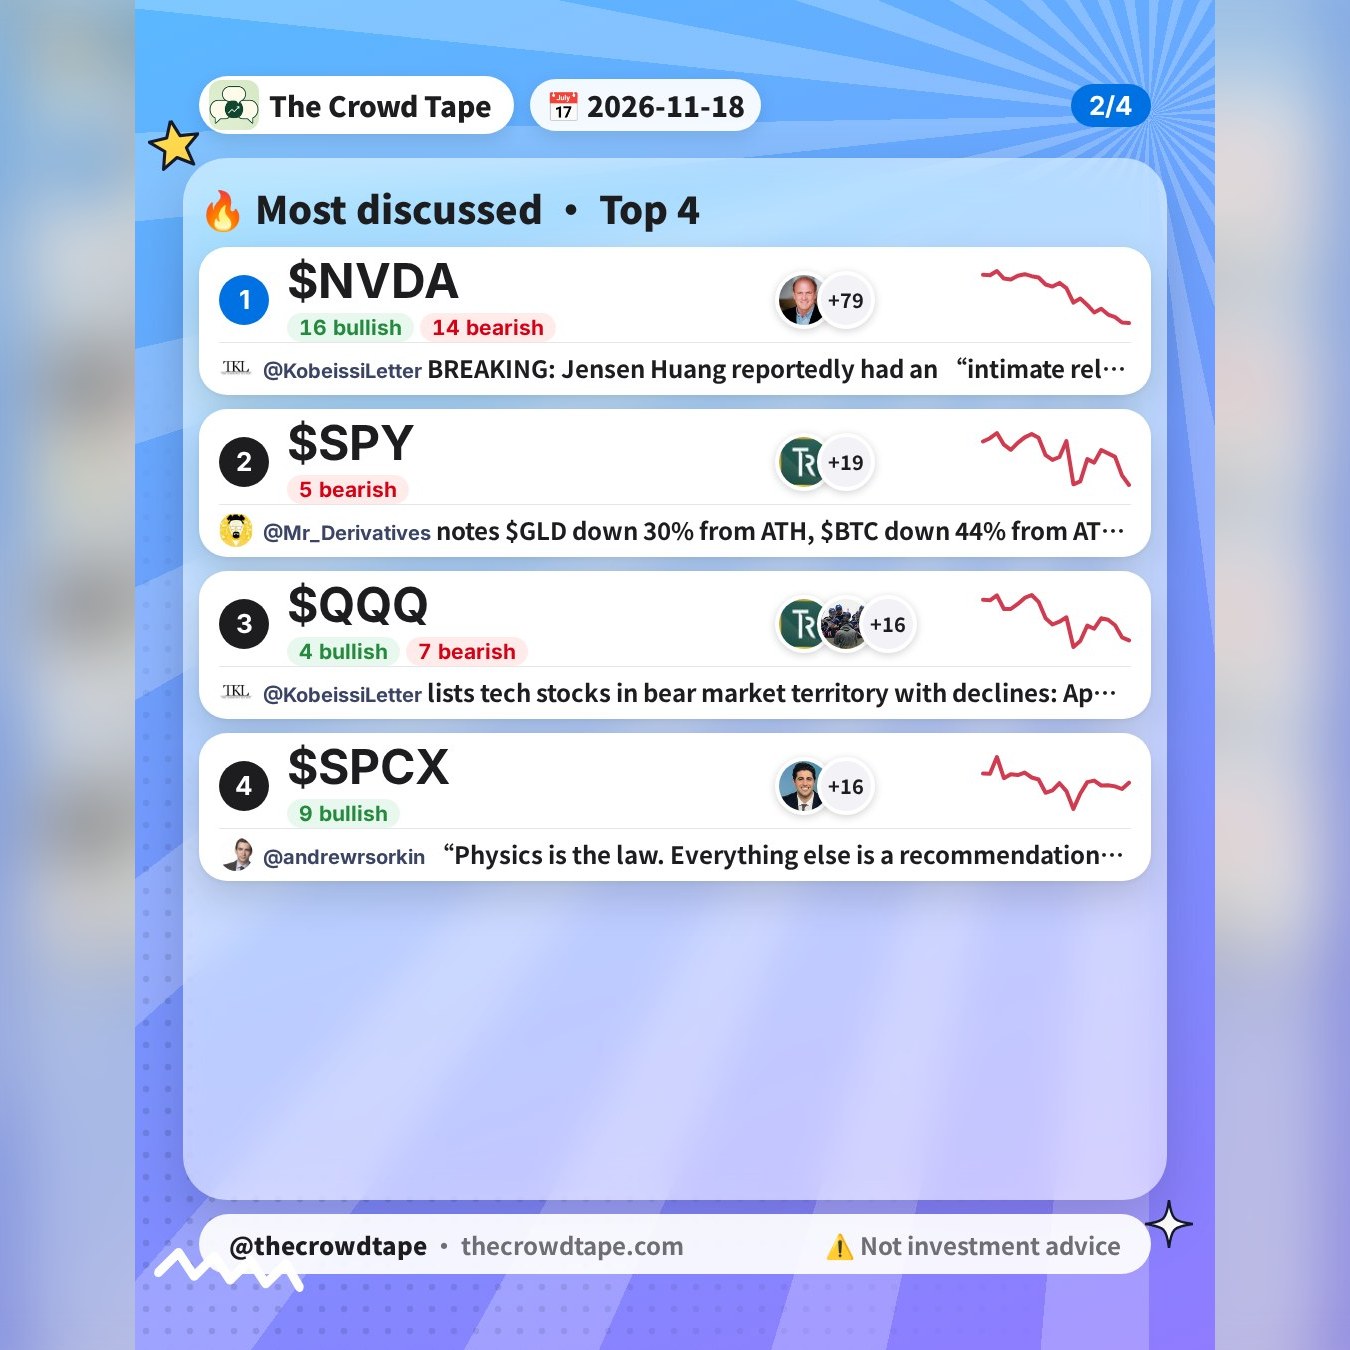 The Crowd Tape
July 17 2026-11-18
2/4
Most discussed • Top 4
1 $NVDA
16 bullish 14 bearish
+79
TKL @KobeissiLetter BREAKING: Jensen Huang reportedly had an “intimate rel…
2 $SPY
5 bearish
TR +19
@Mr_Derivatives notes $GLD down 30% from ATH, $BTC down 44% from AT…
3 $QQQ
4 bullish 7 bearish
TR +16
TKL @KobeissiLetter lists tech stocks in bear market territory with declines: Ap…
4 $SPCX
9 bullish
+16
@andrewrsorkin “Physics is the law. Everything else is a recommendation…
@thecrowdtape • thecrowdtape.com
Not investment advice